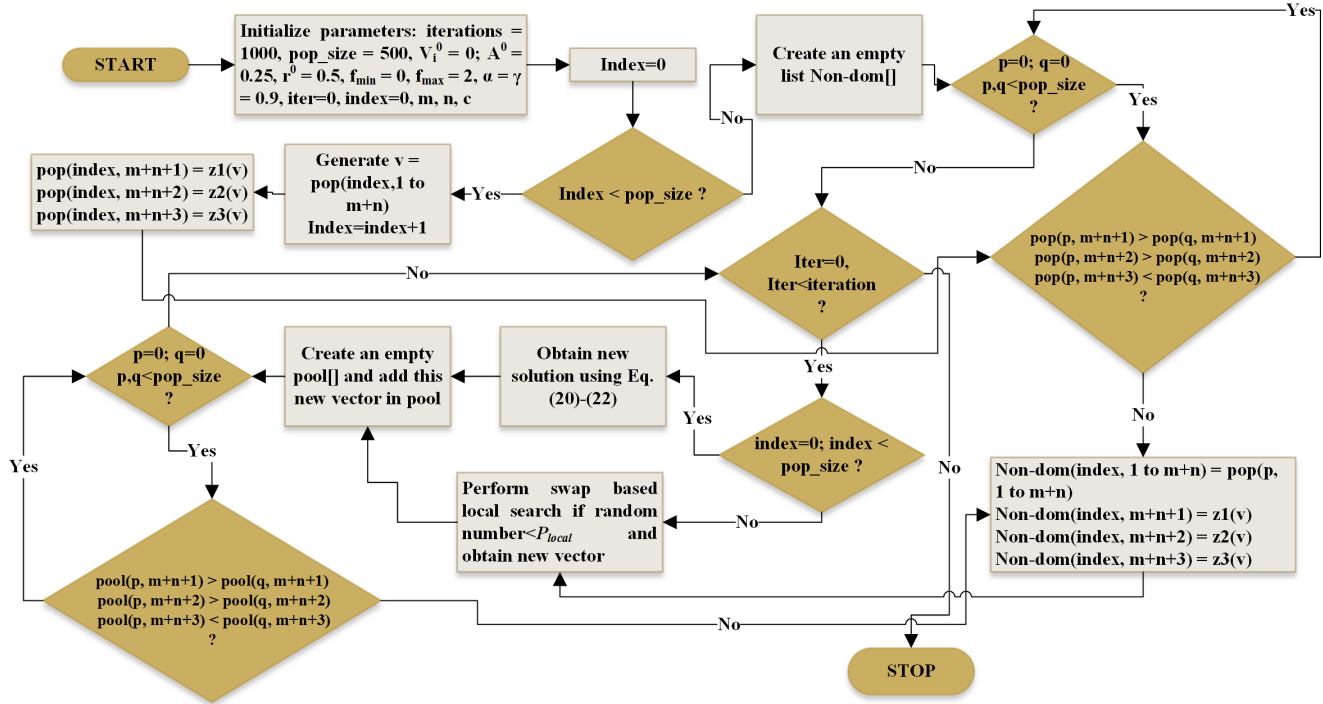 START
Initialize parameters: iterations =
1000, pop_size = 500, V_i^0 = 0; A^0 =
0.25, r^0 = 0.5, f_min = 0, f_max = 2, α = γ
= 0.9, iter=0, index=0, m, n, c
Index=0
Create an empty
list Non-dom[]
p=0; q=0
p,q<pop_size
?
Yes
Yes
No
No
pop(index, m+n+1) = z1(v)
pop(index, m+n+2) = z2(v)
pop(index, m+n+3) = z3(v)
Generate v =
pop(index,1 to
m+n)
Index=index+1
Yes
Index < pop_size ?
pop(p, m+n+1) > pop(q, m+n+1)
pop(p, m+n+2) > pop(q, m+n+2)
pop(p, m+n+3) < pop(q, m+n+3)
?
No
Iter=0,
Iter<iteration
?
Yes
p=0; q=0
p,q<pop_size
?
Create an empty
pool[] and add this
new vector in pool
Obtain new
solution using Eq.
(20)-(22)
Yes
index=0; index <
pop_size ?
No
No
Yes
Yes
Perform swap based
local search if random
number<P_local and
obtain new vector
No
Non-dom(index, 1 to m+n) = pop(p,
1 to m+n)
Non-dom(index, m+n+1) = z1(v)
Non-dom(index, m+n+2) = z2(v)
Non-dom(index, m+n+3) = z3(v)
pool(p, m+n+1) > pool(q, m+n+1)
pool(p, m+n+2) > pool(q, m+n+2)
pool(p, m+n+3) < pool(q, m+n+3)
?
No
STOP